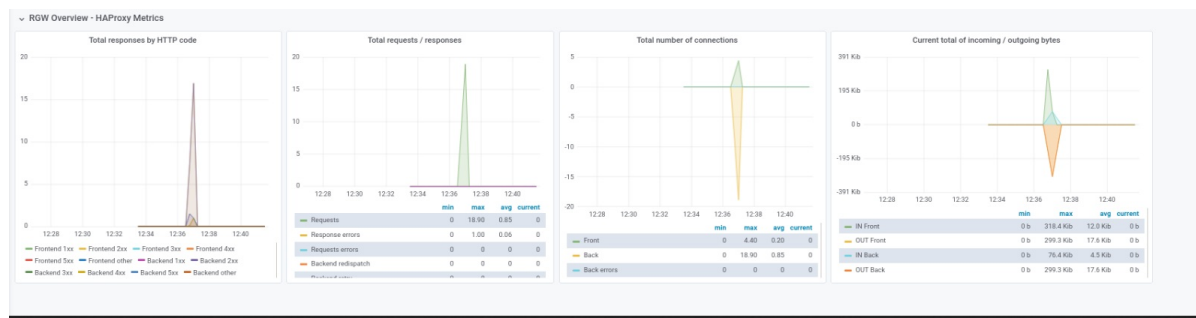 RGW Overview - HAProxy Metrics
Total responses by HTTP code
20
15
10
5
0
12:28 12:30 12:32 12:34 12:36 12:38 12:40
Frontend 1xx Frontend 2xx Frontend 3xx Frontend 4xx
Frontend 5xx Frontend other Backend 1xx Backend 2xx
Backend 3xx Backend 4xx Backend 5xx Backend other
Total requests / responses
20
15
10
5
0
12:28 12:30 12:32 12:34 12:36 12:38 12:40
min max avg current
Requests 0 18.90 0.85 0
Response errors 0 1.00 0.06 0
Requests errors 0 0 0 0
Backend redispatch 0 0 0 0
Backend retry
Total number of connections
5
0
-5
-10
-15
-20
12:28 12:30 12:32 12:34 12:36 12:38 12:40
min max avg current
Front 0 4.40 0.20 0
Back 0 18.90 0.85 0
Back errors 0 0 0 0
Current total of incoming / outgoing bytes
391 Kib
195 Kib
0 b
-195 Kib
-391 Kib
12:28 12:30 12:32 12:34 12:36 12:38 12:40
min max avg current
IN Front 0 b 318.4 Kib 12.0 Kib 0 b
OUT Front 0 b 299.3 Kib 17.6 Kib 0 b
IN Back 0 b 76.4 Kib 4.5 Kib 0 b
OUT Back 0 b 299.3 Kib 17.6 Kib 0 b